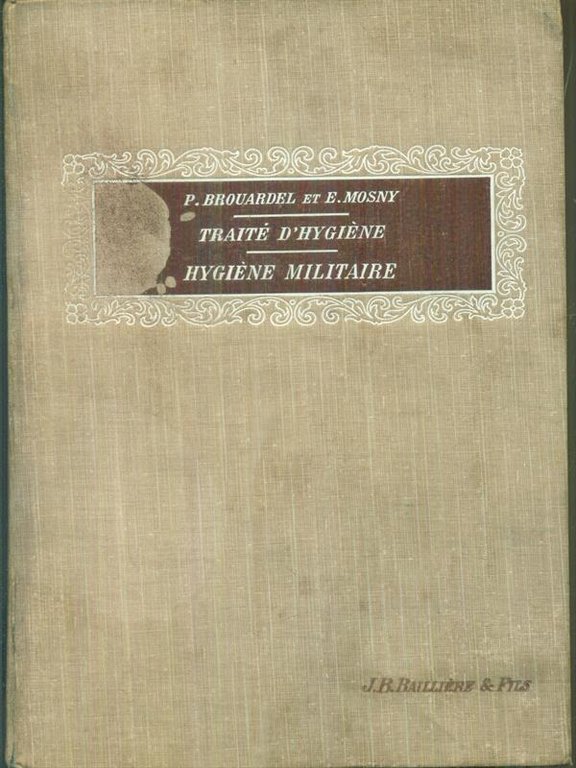 P. BROUARDEL ET E. MOSNY
TRAITÉ D'HYGIÈNE
HYGIÈNE MILITAIRE
J.B. BAILLIÈRE & FILS